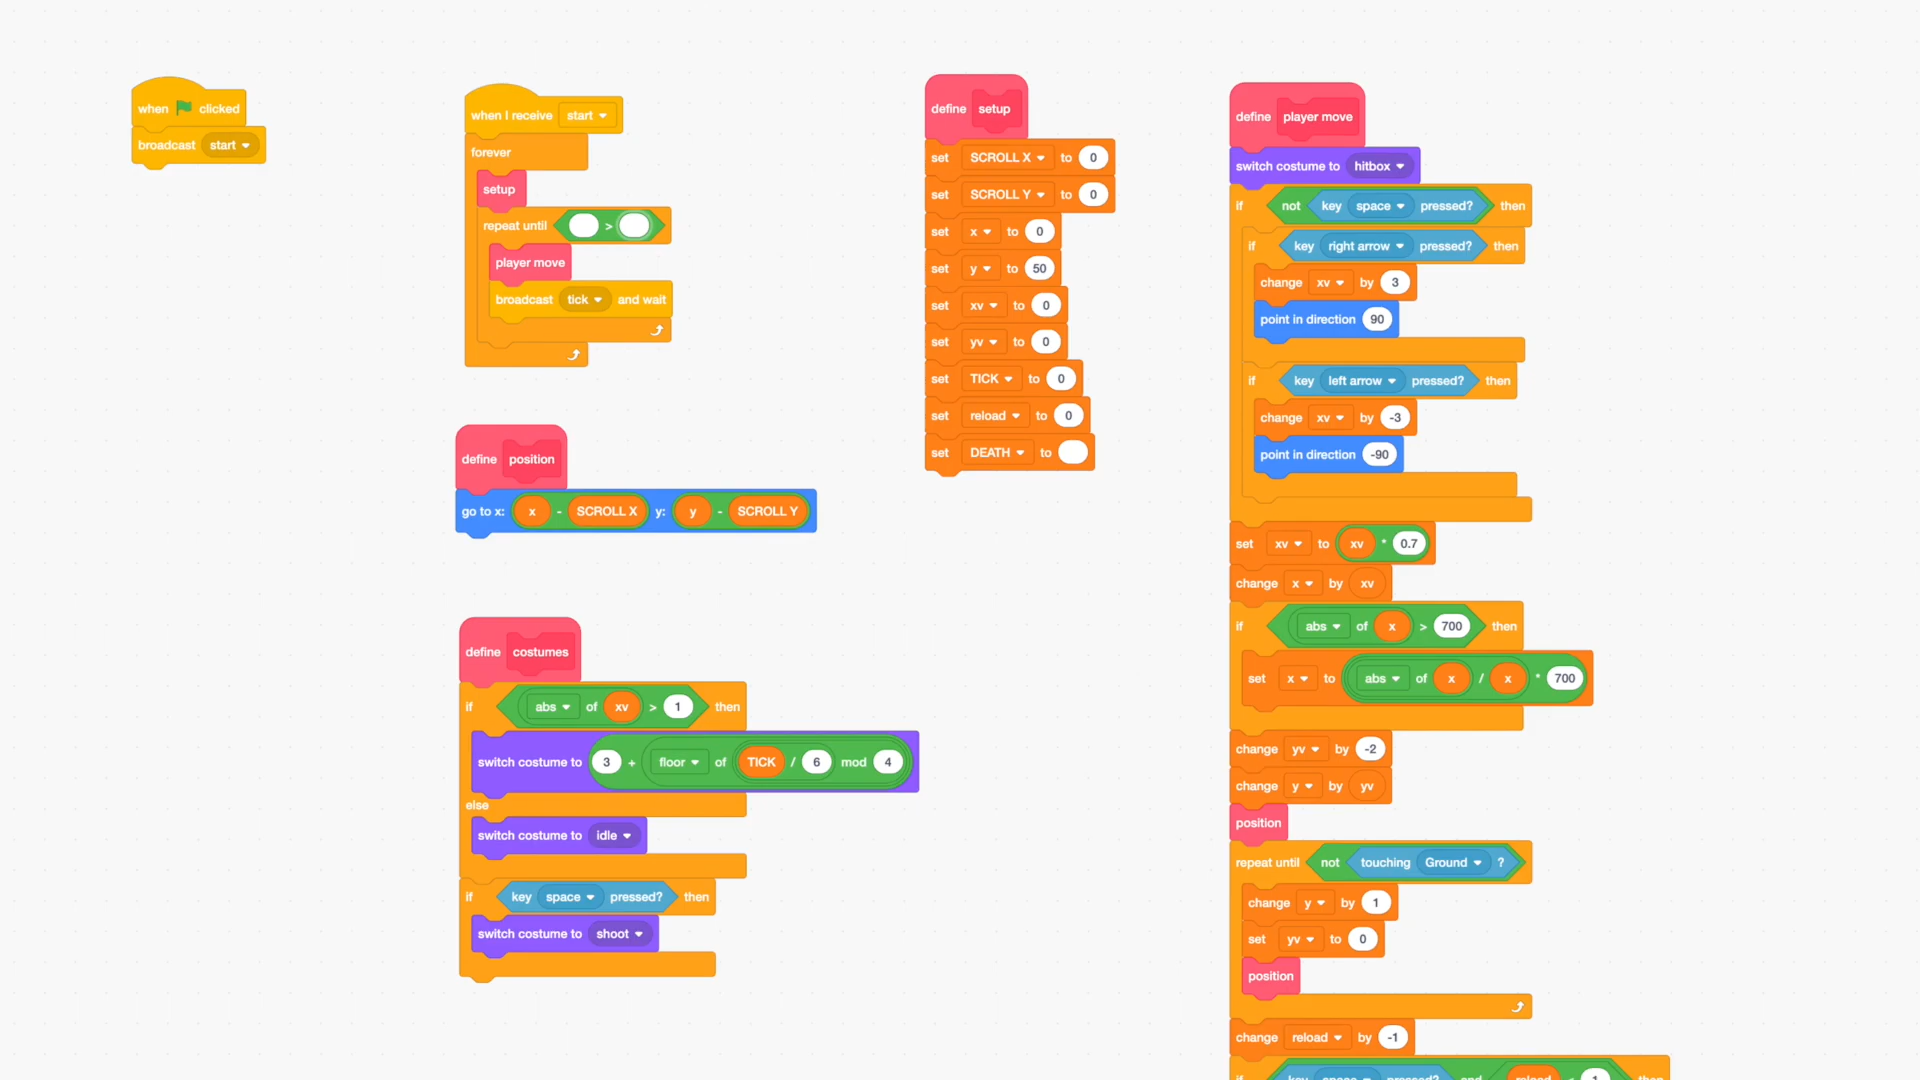 when clicked
broadcast start
when I receive start
forever
setup
repeat until >
player move
broadcast tick and wait
define position
go to x: x - SCROLL X y: y - SCROLL Y
define costumes
if abs of xv > 1 then
switch costume to 3 + floor of TICK / 6 mod 4
else
switch costume to idle
if key space pressed? then
switch costume to shoot
define setup
set SCROLL X to 0
set SCROLL Y to 0
set x to 0
set y to 50
set xv to 0
set yv to 0
set TICK to 0
set reload to 0
set DEATH to
define player move
switch costume to hitbox
if not key space pressed? then
if key right arrow pressed? then
change xv by 3
point in direction 90
if key left arrow pressed? then
change xv by -3
point in direction -90
set xv to xv * 0.7
change x by xv
if abs of x > 700 then
set x to abs of x / x * 700
change yv by -2
change y by yv
position
repeat until not touching Ground ?
change y by 1
set yv to 0
position
change reload by -1
if key space pressed? and reload < 1 then